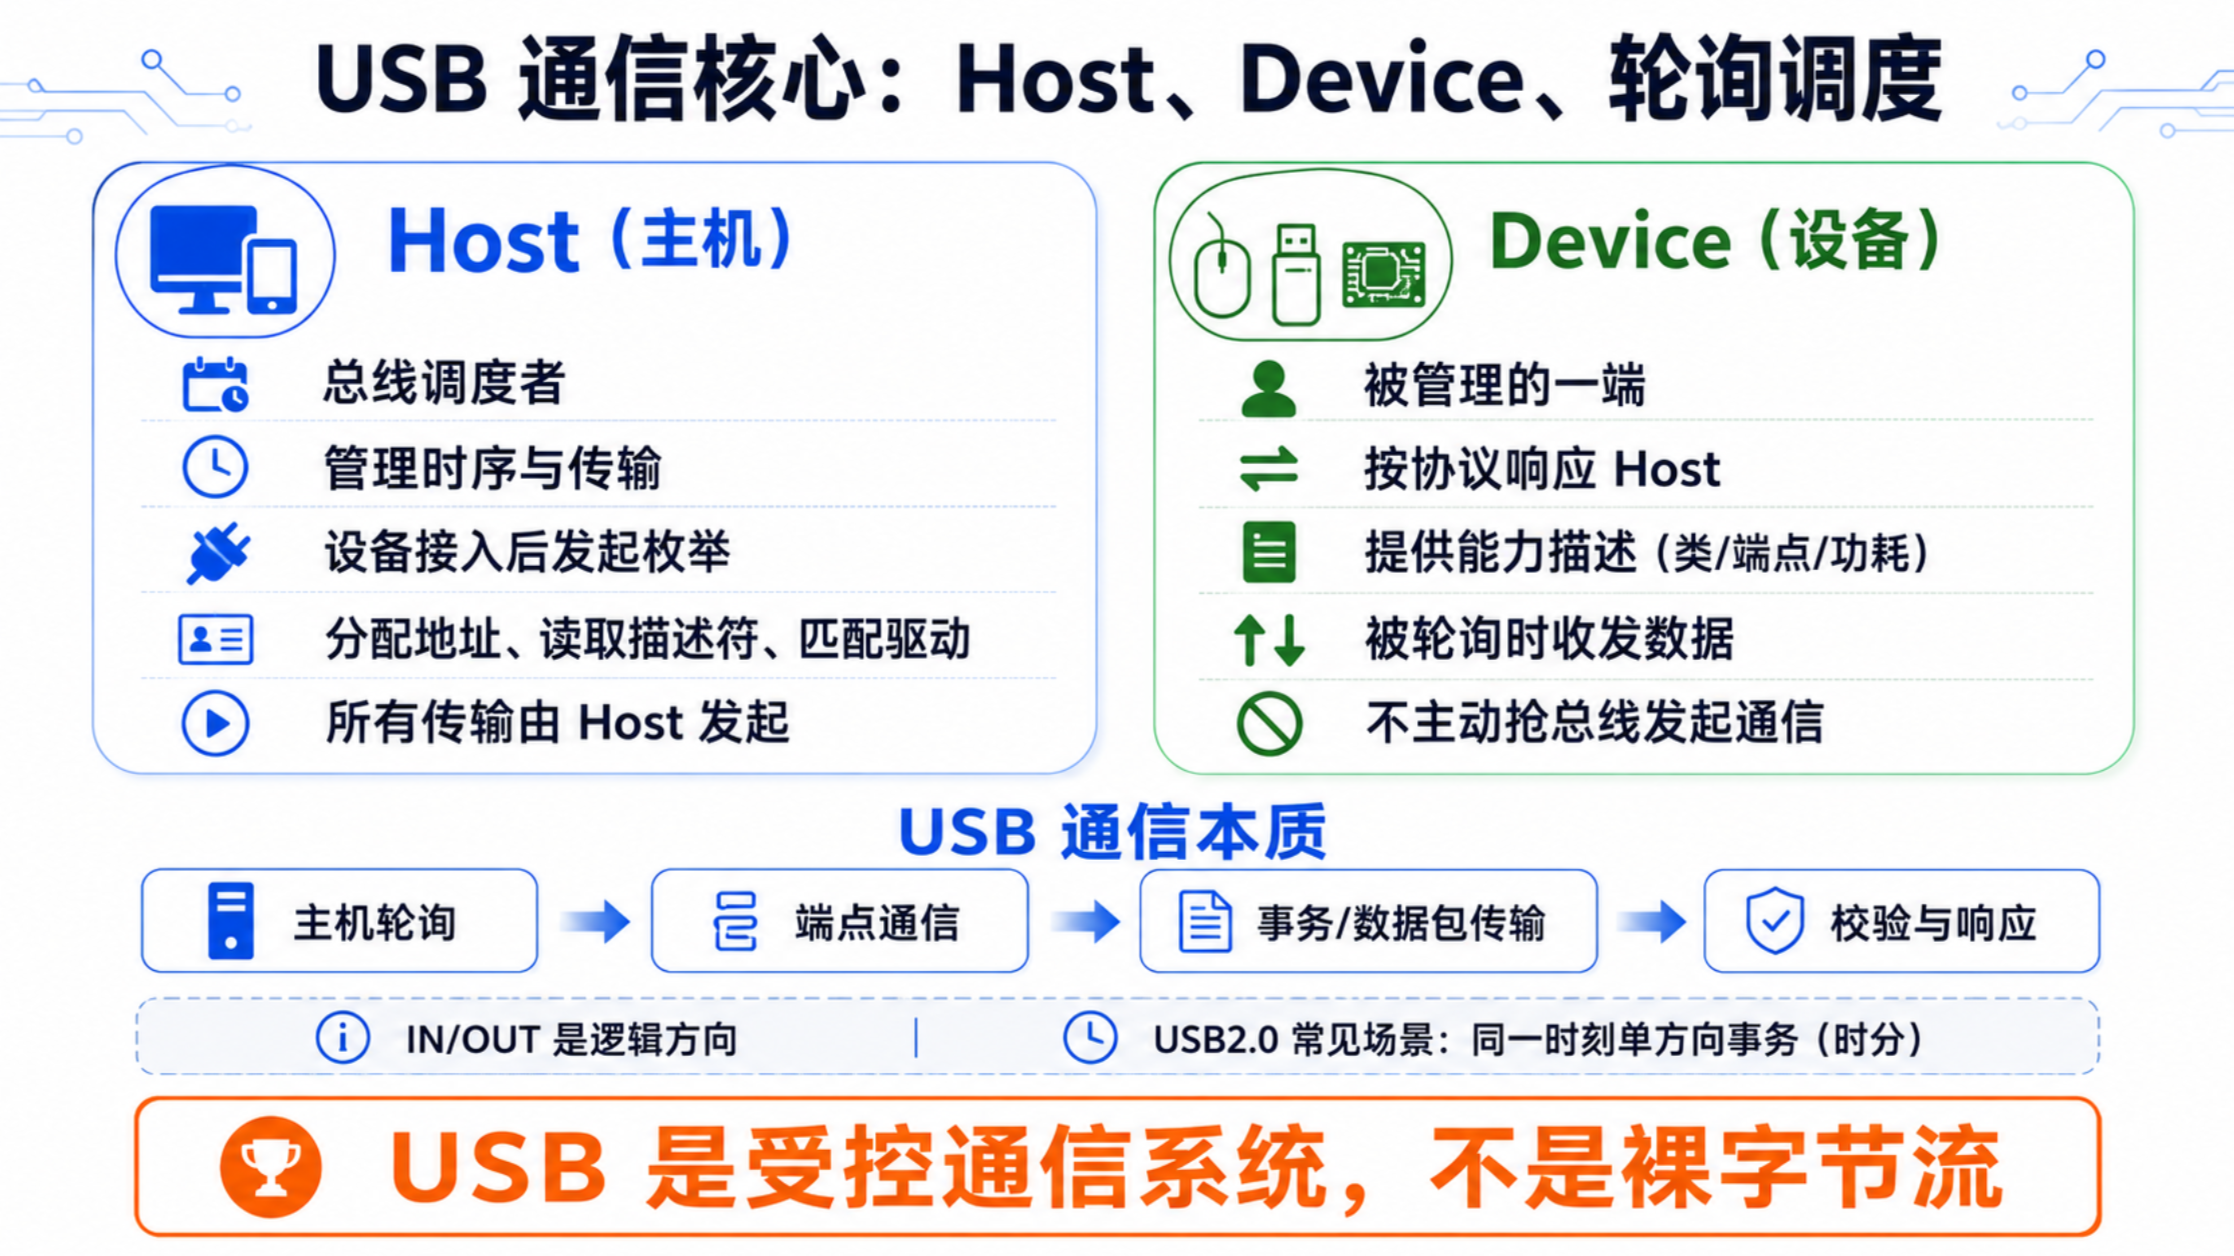 USB 通信核心：Host、Device、轮询调度
Host（主机）
总线调度者
管理时序与传输
设备接入后发起枚举
分配地址、读取描述符、匹配驱动
所有传输由 Host 发起
Device（设备）
被管理的一端
按协议响应 Host
提供能力描述（类/端点/功耗）
被轮询时收发数据
不主动抢总线发起通信
USB 通信本质
主机轮询
端点通信
事务/数据包传输
校验与响应
IN/OUT 是逻辑方向
USB2.0 常见场景：同一时刻单方向事务（时分）
USB 是受控通信系统，不是裸字节流